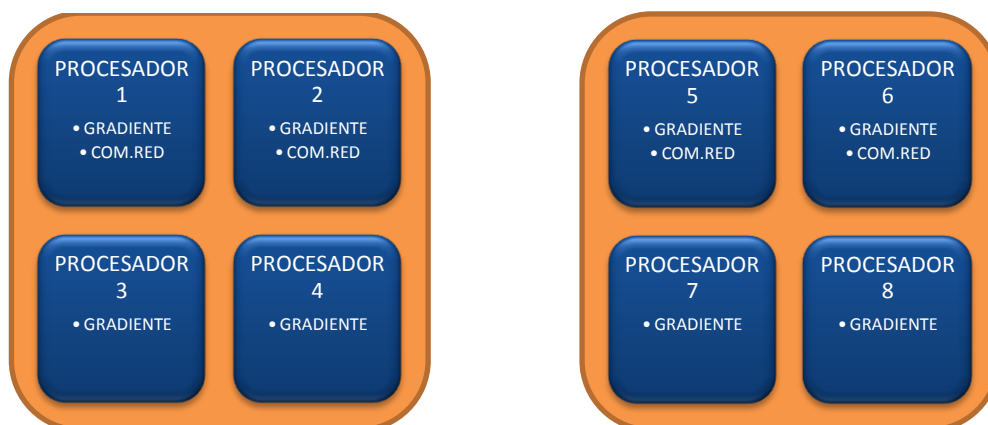 PROCESADOR
1
• GRADIENTE
• COM.RED
PROCESADOR
2
• GRADIENTE
• COM.RED
PROCESADOR
3
• GRADIENTE
PROCESADOR
4
• GRADIENTE
PROCESADOR
5
• GRADIENTE
• COM.RED
PROCESADOR
6
• GRADIENTE
• COM.RED
PROCESADOR
7
• GRADIENTE
PROCESADOR
8
• GRADIENTE